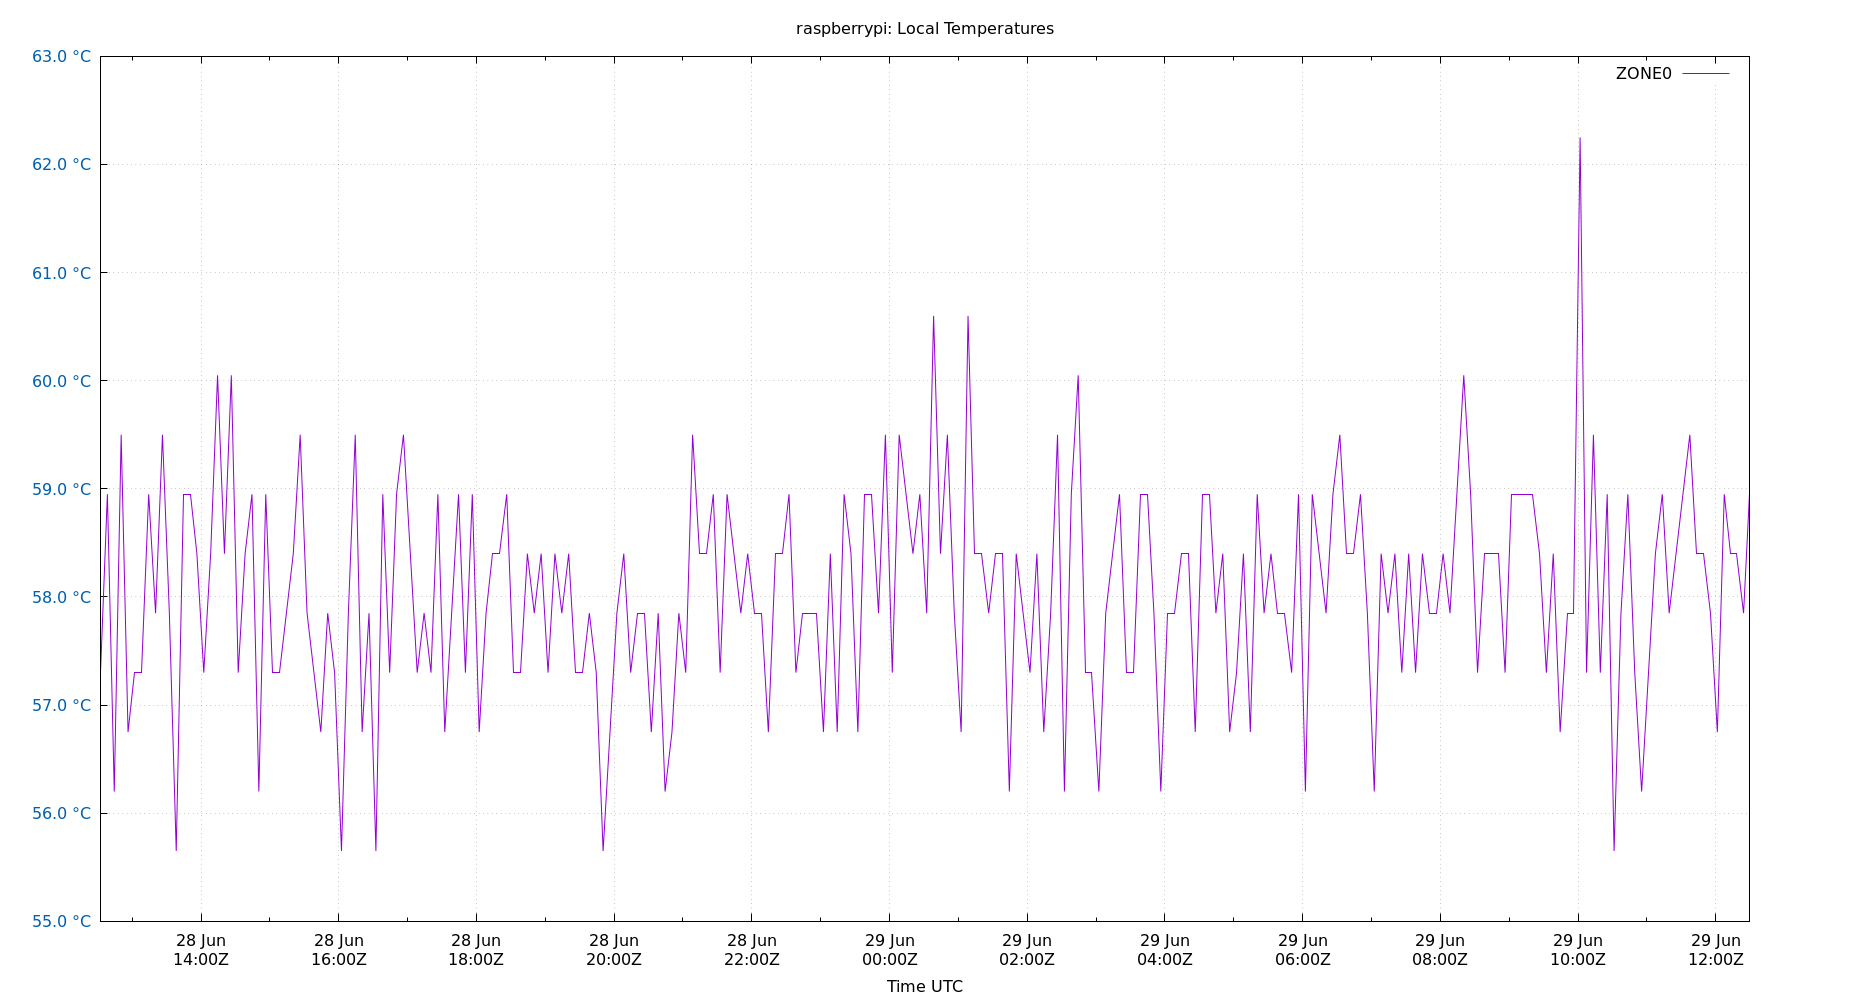 raspberrypi: Local Temperatures
63.0 °C
ZONE0
62.0 °C
61.0 °C
60.0 °C
59.0 °C
58.0 °C
57.0 °C
56.0 °C
55.0 °C
28 Jun 28 Jun 28 Jun 28 Jun 28 Jun 29 Jun 29 Jun 29 Jun 29 Jun 29 Jun 29 Jun 29 Jun
14:00Z 16:00Z 18:00Z 20:00Z 22:00Z 00:00Z 02:00Z 04:00Z 06:00Z 08:00Z 10:00Z 12:00Z
Time UTC